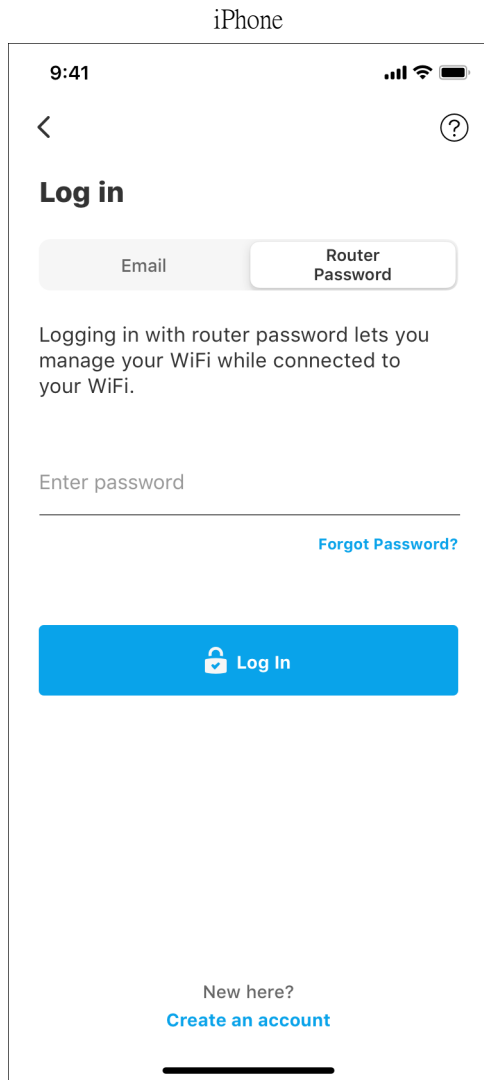 iPhone
9:41
?
Log in
Email
Router
Password
Logging in with router password lets you
manage your WiFi while connected to
your WiFi.
Enter password
Forgot Password?
Log In
New here?
Create an account